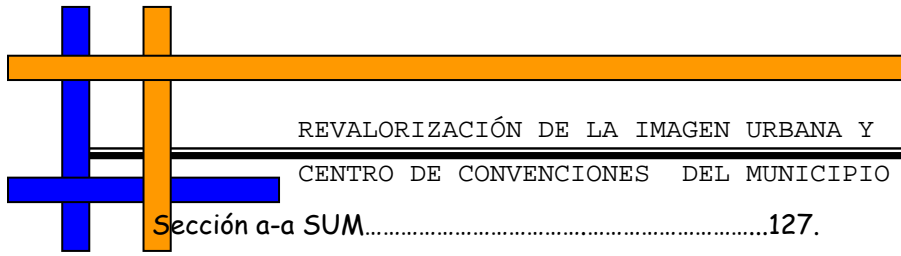 REVALORIZACIÓN DE LA IMAGEN URBANA Y
CENTRO DE CONVENCIONES DEL MUNICIPIO
Sección a-a SUM……………………………….……………………...127.